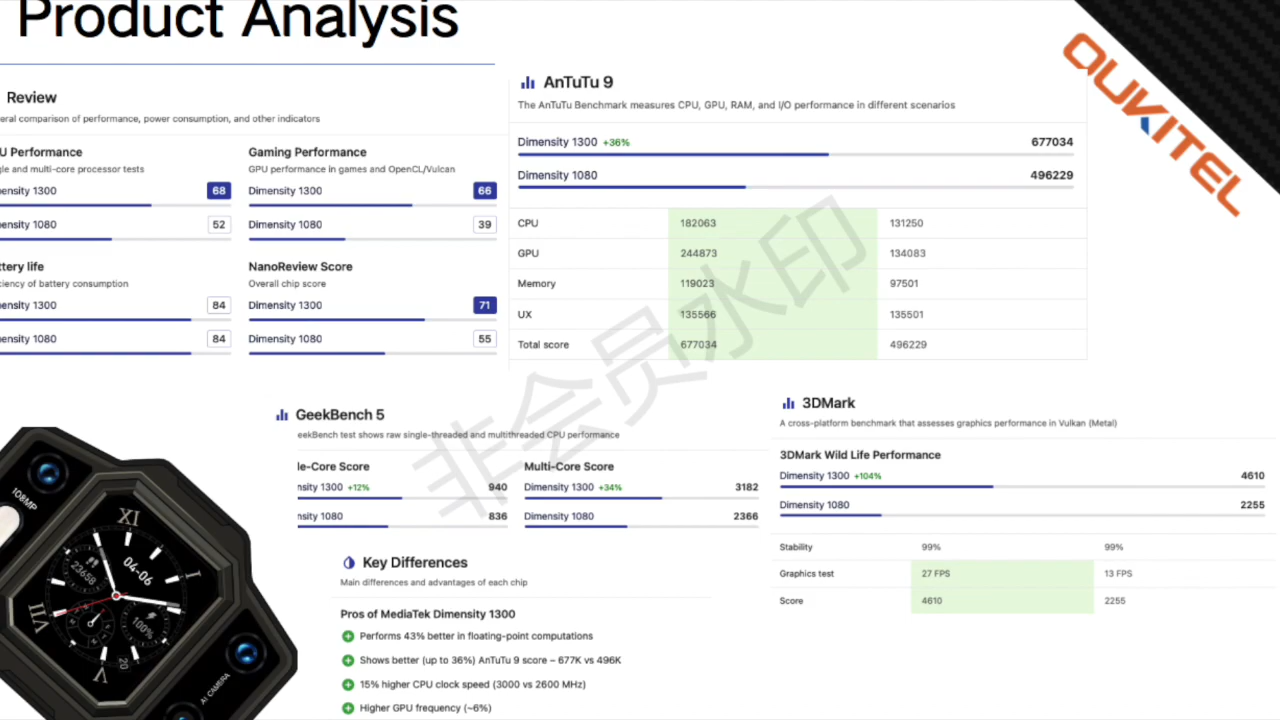 Product Analysis
OUKITEL
Review
eral comparison of performance, power consumption, and other indicators
U Performance
gle and multi-core processor tests
ensity 1300
68
ensity 1080
52
Gaming Performance
GPU performance in games and OpenCL/Vulcan
Dimensity 1300
66
Dimensity 1080
39
ttery life
ciency of battery consumption
ensity 1300
84
ensity 1080
84
NanoReview Score
Overall chip score
Dimensity 1300
71
Dimensity 1080
55
AnTuTu 9
The AnTuTu Benchmark measures CPU, GPU, RAM, and I/O performance in different scenarios
Dimensity 1300 +36% 677034
Dimensity 1080 496229
CPU 182063 131250
GPU 244873 134083
Memory 119023 97501
UX 135566 135501
Total score 677034 496229
非会员水印
GeekBench 5
eekBench test shows raw single-threaded and multithreaded CPU performance
le-Core Score
nsity 1300 +12% 940
nsity 1080 836
Multi-Core Score
Dimensity 1300 +34% 3182
Dimensity 1080 2366
3DMark
A cross-platform benchmark that assesses graphics performance in Vulkan (Metal)
3DMark Wild Life Performance
Dimensity 1300 +104% 4610
Dimensity 1080 2255
Stability 99% 99%
Graphics test 27 FPS 13 FPS
Score 4610 2255
Key Differences
Main differences and advantages of each chip
Pros of MediaTek Dimensity 1300
Performs 43% better in floating-point computations
Shows better (up to 36%) AnTuTu 9 score – 677K vs 496K
15% higher CPU clock speed (3000 vs 2600 MHz)
Higher GPU frequency (~6%)
108MP
XI
I
04-06
23658
100%
VII
V
20
AI CAMERA